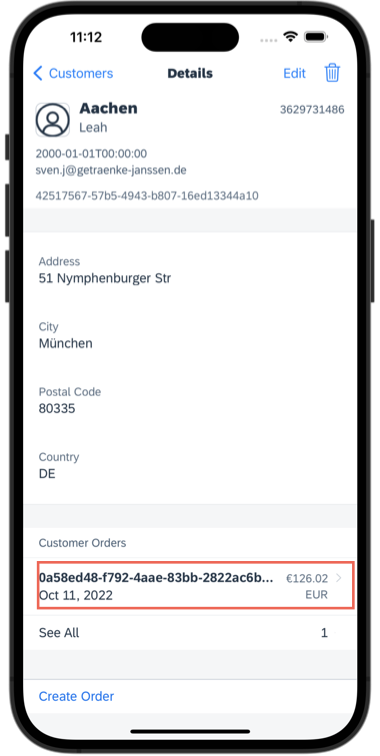 11:12
Customers Details Edit
Aachen 3629731486
Leah
2000-01-01T00:00:00
sven.j@getraenke-janssen.de
42517567-57b5-4943-b807-16ed13344a10
Address
51 Nymphenburger Str
City
München
Postal Code
80335
Country
DE
Customer Orders
0a58ed48-f792-4aae-83bb-2822ac6b... €126.02
Oct 11, 2022 EUR
See All 1
Create Order